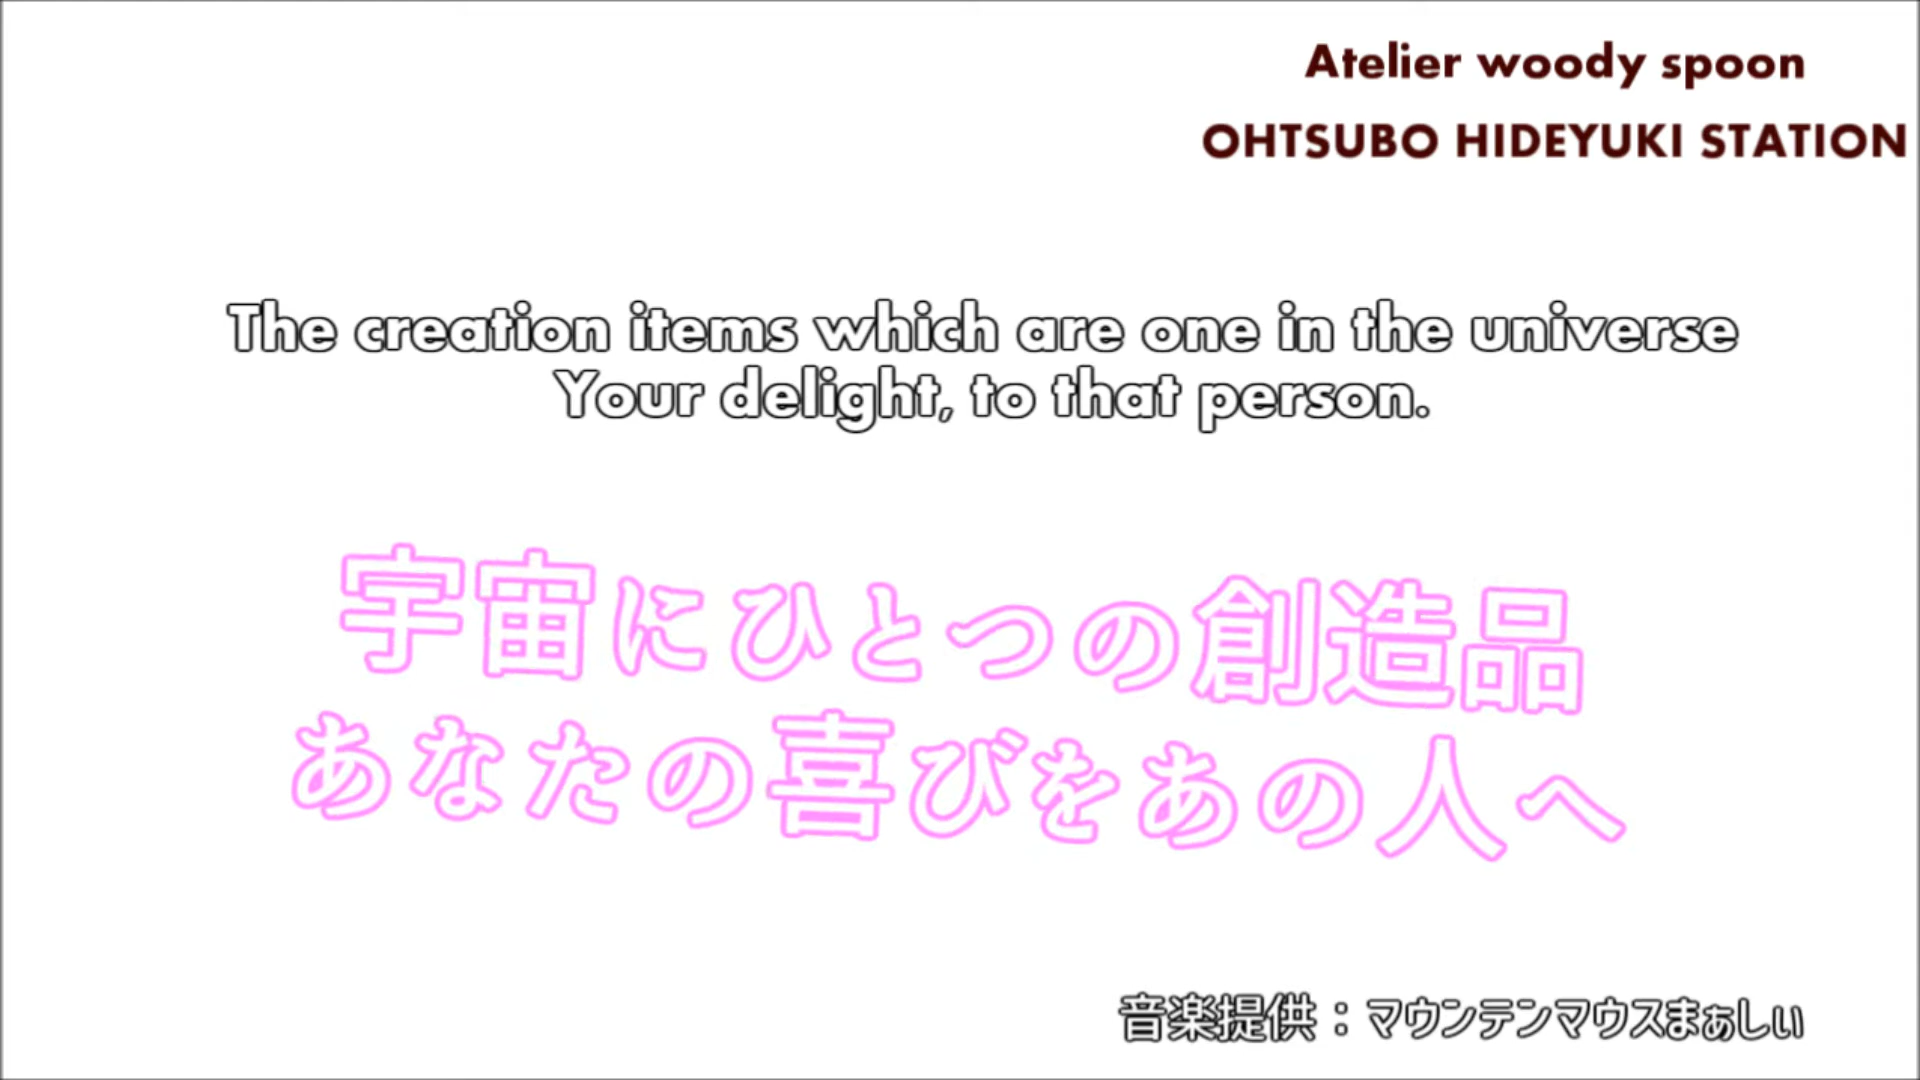 Atelier woody spoon
OHTSUBO HIDEYUKI STATION
The creation items which are one in the universe
Your delight, to that person.
宇宙にひとつの創造品
あなたの喜びをあの人へ
音楽提供：マウンテンマウスまぁしぃ